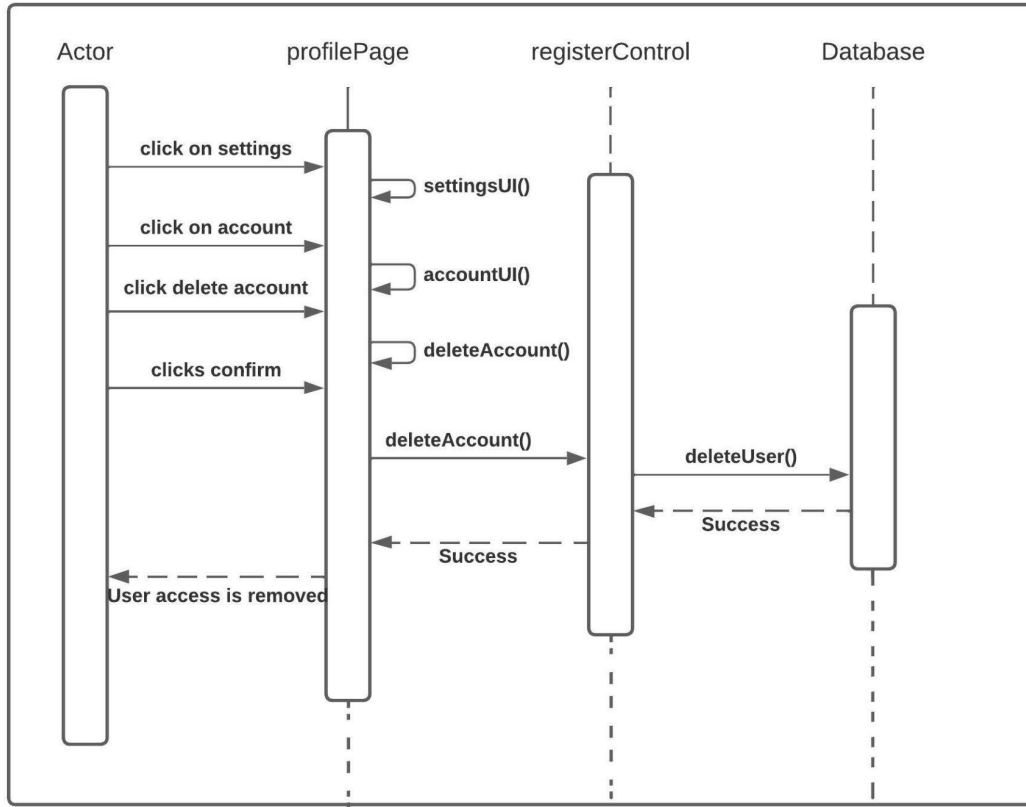 Actor
profilePage
registerControl
Database
click on settings
settingsUI()
click on account
accountUI()
click delete account
deleteAccount()
clicks confirm
deleteAccount()
deleteUser()
Success
Success
User access is removed